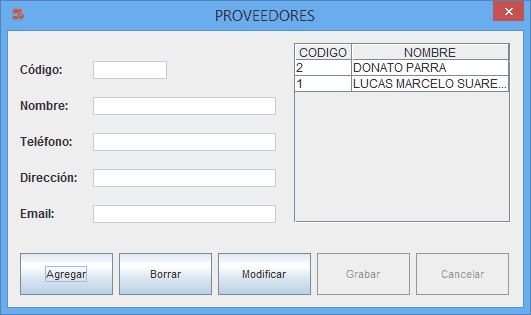 PROVEEDORES
Código:
Nombre:
Teléfono:
Dirección:
Email:
CODIGO NOMBRE
2 DONATO PARRA
1 LUCAS MARCELO SUARE...
Agregar Borrar Modificar Grabar Cancelar